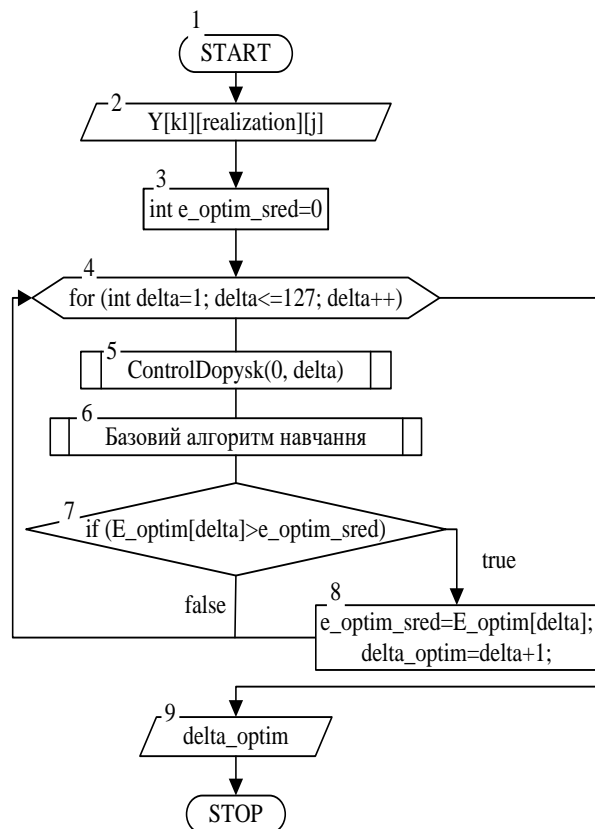 1
START
2
Y[kl][realization][j]
3
int e_optim_sred=0
4
for (int delta=1; delta<=127; delta++)
5
ControlDopysk(0, delta)
6
Базовий алгоритм навчання
7
if (E_optim[delta]>e_optim_sred)
true
false
8
e_optim_sred=E_optim[delta];
delta_optim=delta+1;
9
delta_optim
STOP